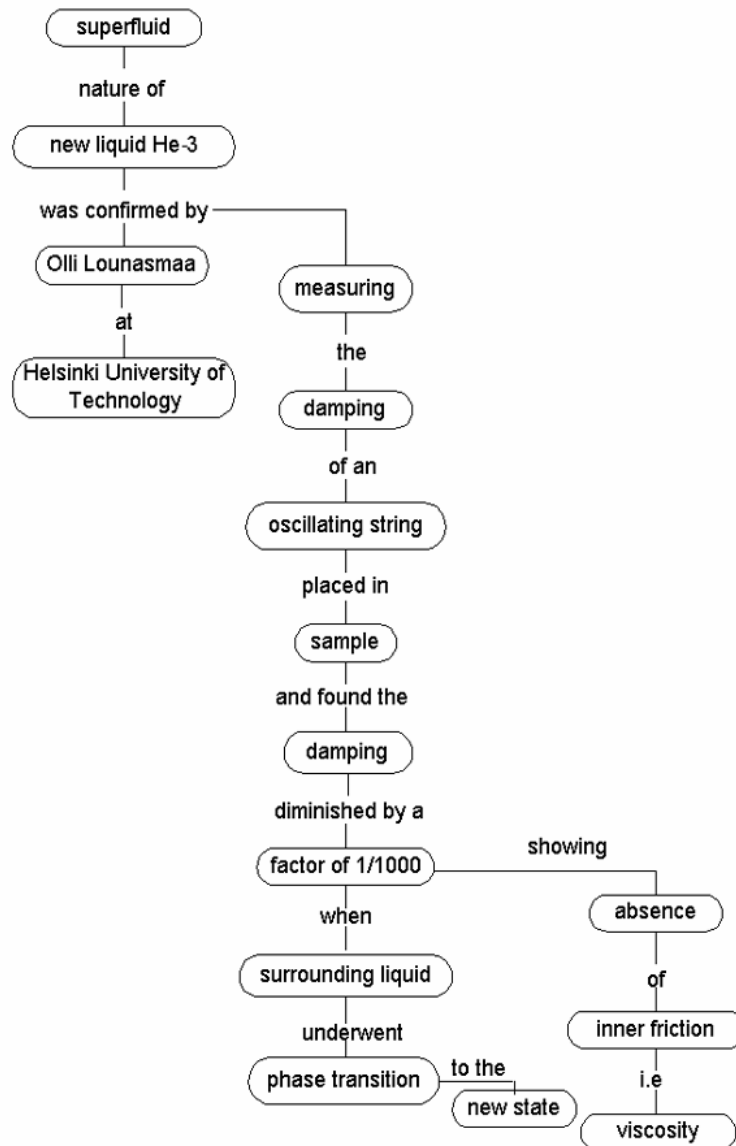 superfluid
nature of
new liquid He-3
was confirmed by
Olli Lounasmaa
at
Helsinki University of
Technology
measuring
the
damping
of an
oscillating string
placed in
sample
and found the
damping
diminished by a
factor of 1/1000
showing
absence
of
inner friction
i.e
viscosity
when
surrounding liquid
underwent
phase transition
to the
new state